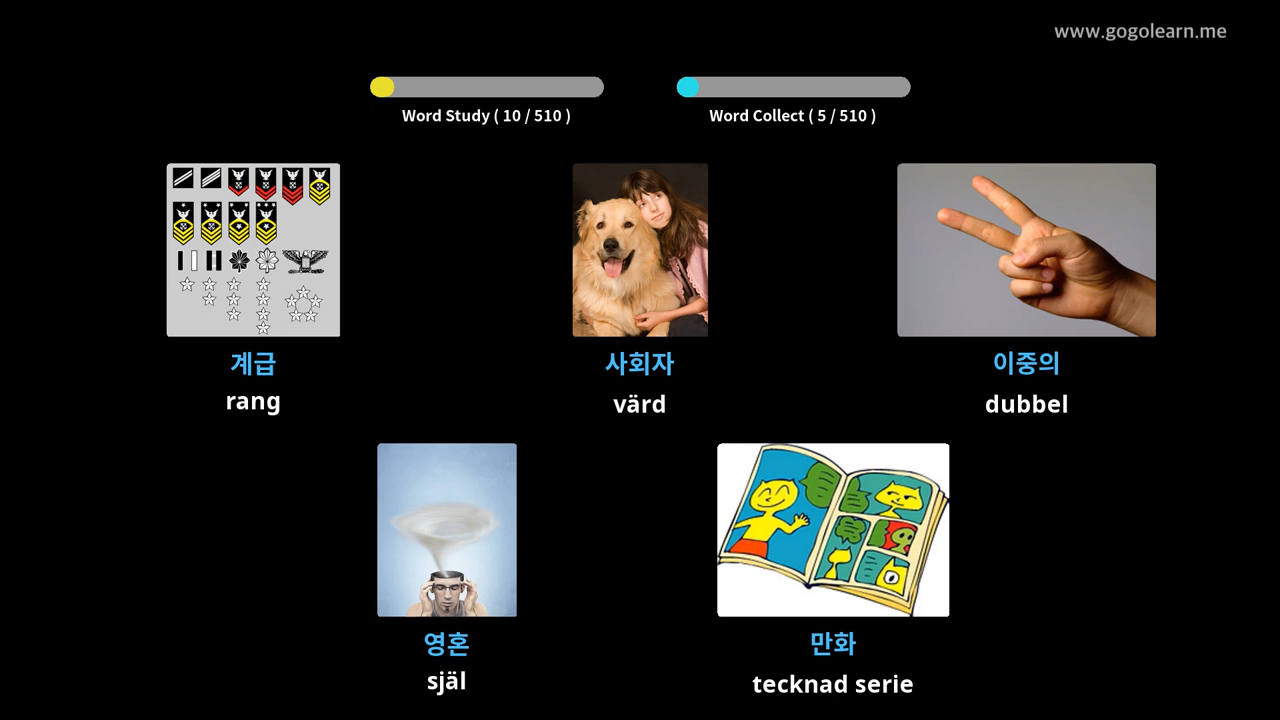 www.gogolearn.me
Word Study ( 10 / 510 )
Word Collect ( 5 / 510 )
계급
rang
사회자
värd
이중의
dubbel
영혼
själ
만화
tecknad serie